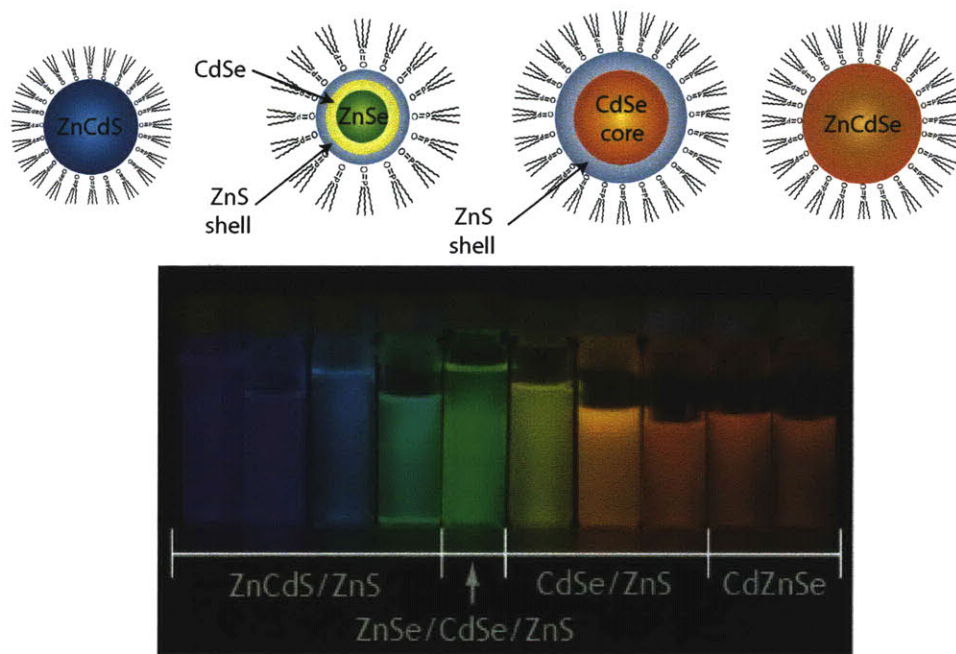 ZnCdS
CdSe
ZnSe
ZnS
shell
CdSe
core
ZnS
shell
ZnCdSe
ZnCdS/ZnS
CdSe/ZnS
CdZnSe
ZnSe/CdSe/ZnS